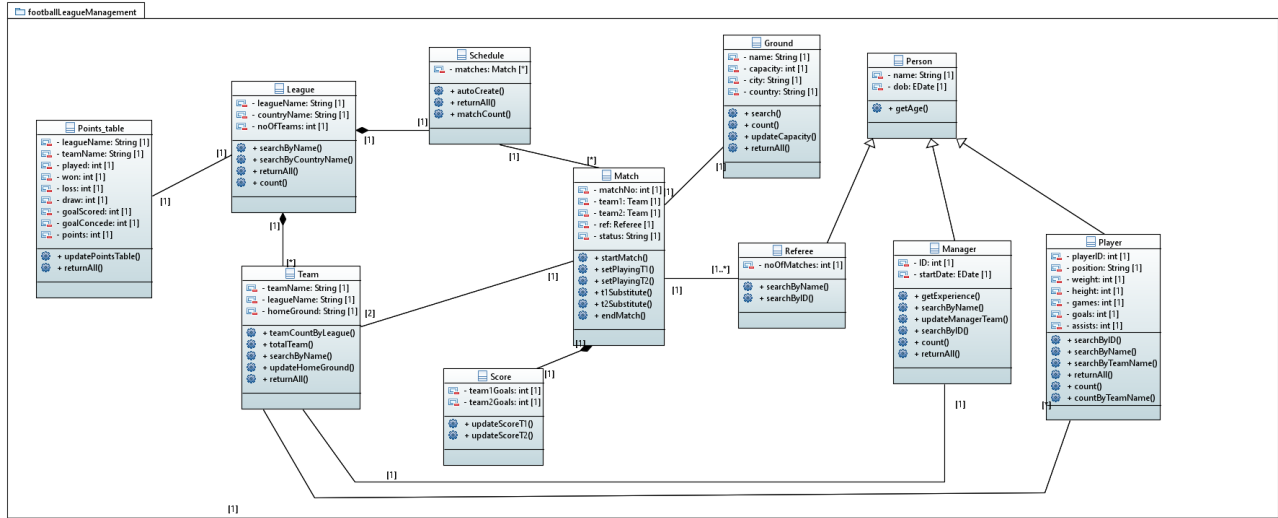 footballLeagueManagement
Schedule
- matches: Match [*]
+ autoCreate()
+ returnAll()
+ matchCount()
Ground
- name: String [1]
- capacity: int [1]
- city: String [1]
- country: String [1]
+ search()
+ count()
+ updateCapacity()
+ returnAll()
Person
- name: String [1]
- dob: EDate [1]
+ getAge()
League
- leagueName: String [1]
- countryName: String [1]
- noOfTeams: int [1]
+ searchByName()
+ searchByCountryName()
+ returnAll()
+ count()
Points_table
- leagueName: String [1]
- teamName: String [1]
- played: int [1]
- won: int [1]
- loss: int [1]
- draw: int [1]
- goalScored: int [1]
- goalConcede: int [1]
- points: int [1]
+ updatePointsTable()
+ returnAll()
[1]
[1]
[1]
[1]
[1]
[*]
[1]
[*]
[1]
[1]
Match
- matchNo: int [1]
- team1: Team [1]
- team2: Team [1]
- ref: Referee [1]
- status: String [1]
+ startMatch()
+ setPlayingT1()
+ setPlayingT2()
+ t1Substitute()
+ t2Substitute()
+ endMatch()
[1]
[2]
[1]
[1]
[1..*]
[1]
Team
- teamName: String [1]
- leagueName: String [1]
- homeGround: String [1]
+ teamCountByLeague()
+ totalTeam()
+ searchByName()
+ updateHomeGround()
+ returnAll()
Referee
- noOfMatches: int [1]
+ searchByName()
+ searchByID()
Manager
- ID: int [1]
- startDate: EDate [1]
+ getExperience()
+ searchByName()
+ updateManagerTeam()
+ searchByID()
+ count()
+ returnAll()
Player
- playerID: int [1]
- position: String [1]
- weight: int [1]
- height: int [1]
- games: int [1]
- goals: int [1]
- assists: int [1]
+ searchByID()
+ searchByName()
+ searchByTeamName()
+ returnAll()
+ count()
+ countByTeamName()
Score
- team1Goals: int [1]
- team2Goals: int [1]
+ updateScoreT1()
+ updateScoreT2()
[1]
[*]
[1]
[1]